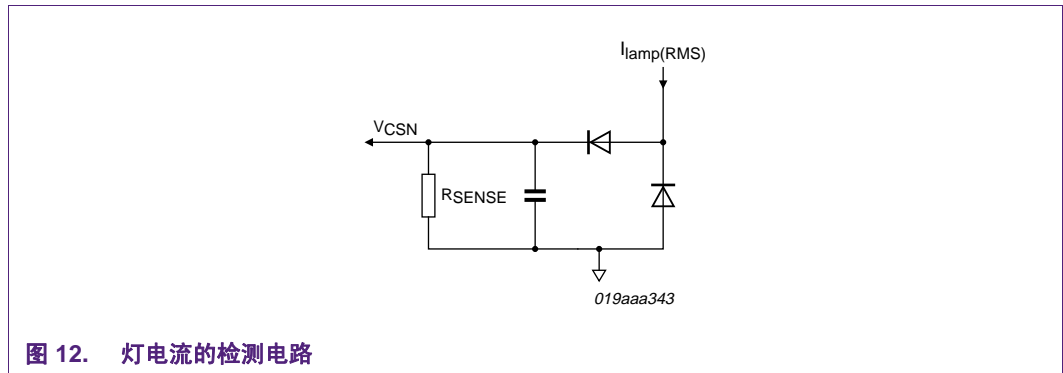 Ilamp(RMS)
VCSN
RSENSE
019aaa343
图 12. 灯电流的检测电路